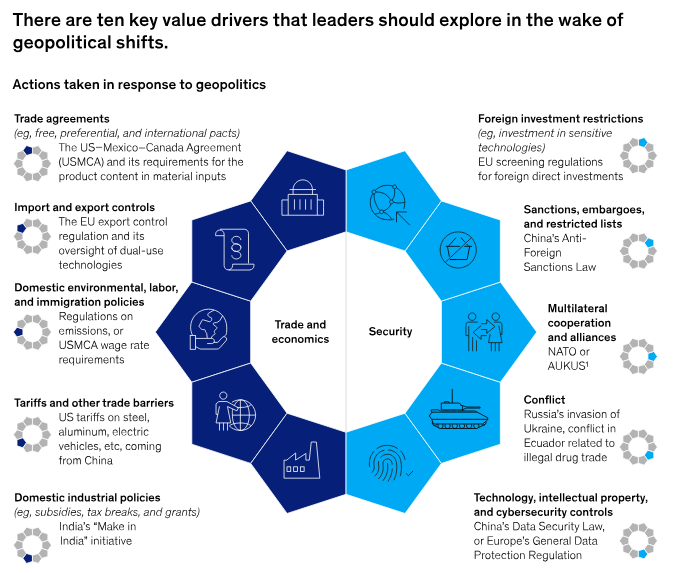 There are ten key value drivers that leaders should explore in the wake of
geopolitical shifts.
Actions taken in response to geopolitics
Trade agreements
(eg, free, preferential, and international pacts)
The US–Mexico–Canada Agreement
(USMCA) and its requirements for the
product content in material inputs
Import and export controls
The EU export control
regulation and its
oversight of dual-use
technologies
Domestic environmental, labor,
and immigration policies
Regulations on
emissions, or
USMCA wage rate
requirements
Tariffs and other trade barriers
US tariffs on steel,
aluminum, electric
vehicles, etc, coming
from China
Domestic industrial policies
(eg, subsidies, tax breaks, and grants)
India's “Make in
India” initiative
Trade and
economics
Security
Foreign investment restrictions
(eg, investment in sensitive
technologies)
EU screening regulations
for foreign direct investments
Sanctions, embargoes,
and restricted lists
China's Anti-
Foreign
Sanctions Law
Multilateral
cooperation
and alliances
NATO or
AUKUS¹
Conflict
Russia's invasion of
Ukraine, conflict in
Ecuador related to
illegal drug trade
Technology, intellectual property,
and cybersecurity controls
China's Data Security Law,
or Europe's General Data
Protection Regulation